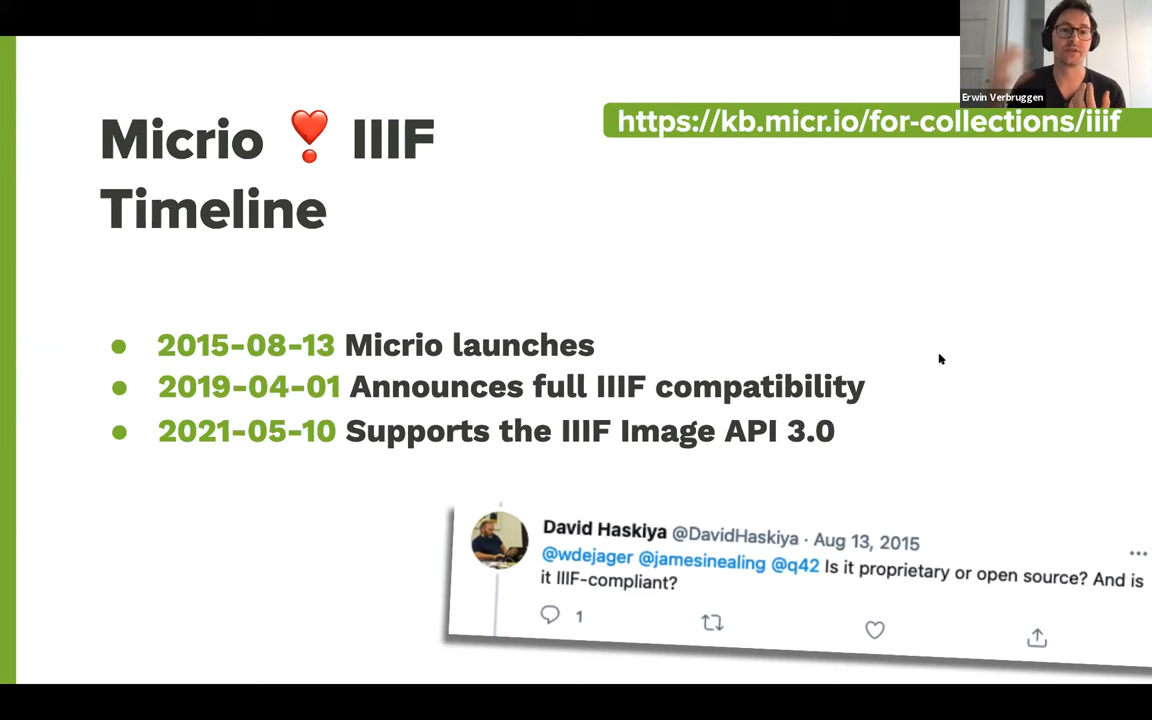 Erwin Verbruggen
https://kb.micr.io/for-collections/iiif
Micrio ❣️ IIIF
Timeline
● 2015-08-13 Micrio launches
● 2019-04-01 Announces full IIIF compatibility
● 2021-05-10 Supports the IIIF Image API 3.0
David Haskiya @DavidHaskiya · Aug 13, 2015
@wdejager @jamesinealing @q42 Is it proprietary or open source? And is
it IIIF-compliant?
1